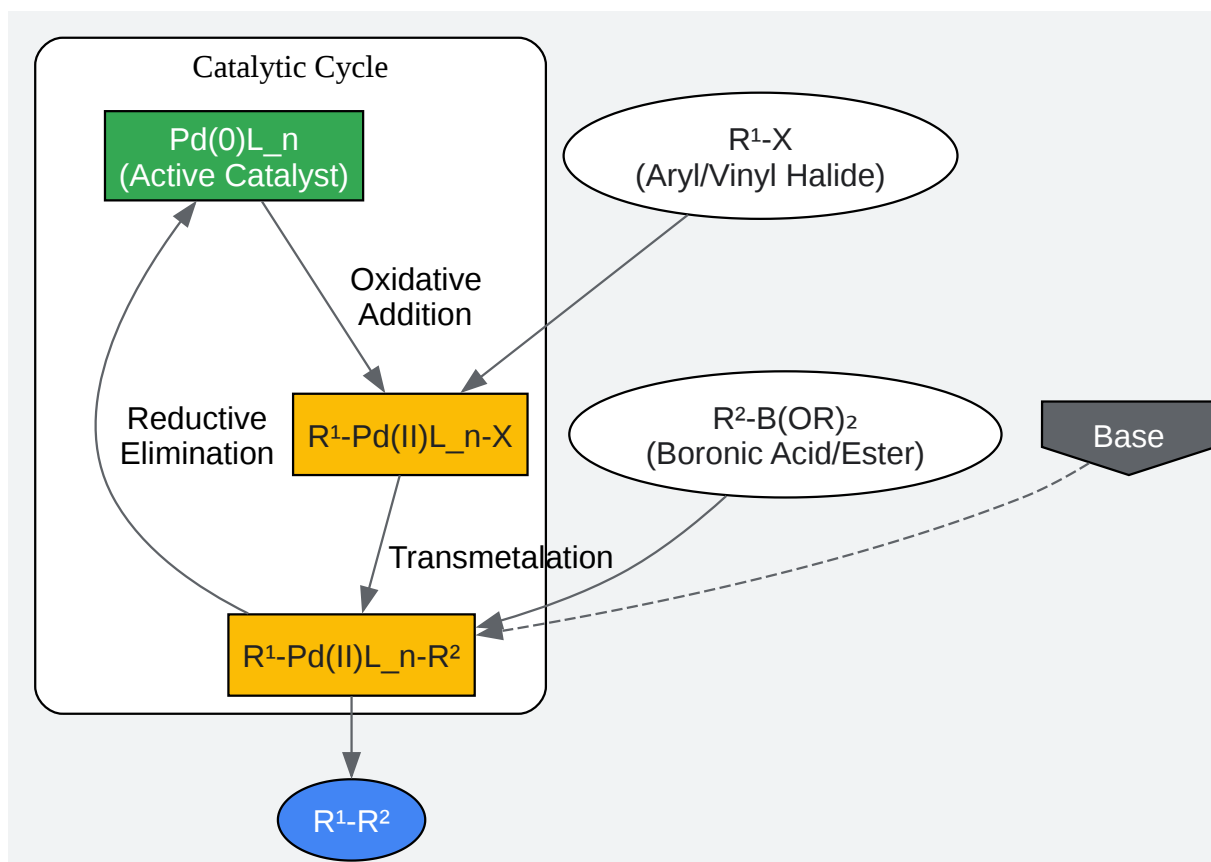 Catalytic Cycle
Pd(0)L_n
(Active Catalyst)
R¹-X
(Aryl/Vinyl Halide)
Oxidative
Addition
Reductive
Elimination
R¹-Pd(II)L_n-X
R²-B(OR)₂
(Boronic Acid/Ester)
Base
Transmetalation
R¹-Pd(II)L_n-R²
R¹-R²